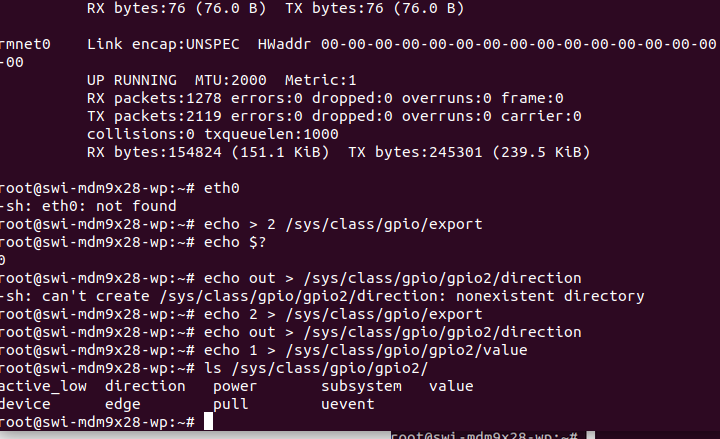 RX bytes:76 (76.0 B)  TX bytes:76 (76.0 B)
rmnet0    Link encap:UNSPEC  HWaddr 00-00-00-00-00-00-00-00-00-00-00-00-00-00-00
-00
UP RUNNING  MTU:2000  Metric:1
RX packets:1278 errors:0 dropped:0 overruns:0 frame:0
TX packets:2119 errors:0 dropped:0 overruns:0 carrier:0
collisions:0 txqueuelen:1000
RX bytes:154824 (151.1 KiB)  TX bytes:245301 (239.5 KiB)
root@swi-mdm9x28-wp:~# eth0
-sh: eth0: not found
root@swi-mdm9x28-wp:~# echo > 2 /sys/class/gpio/export
root@swi-mdm9x28-wp:~# echo $?
0
root@swi-mdm9x28-wp:~# echo out > /sys/class/gpio/gpio2/direction
-sh: can't create /sys/class/gpio/gpio2/direction: nonexistent directory
root@swi-mdm9x28-wp:~# echo 2 > /sys/class/gpio/export
root@swi-mdm9x28-wp:~# echo out > /sys/class/gpio/gpio2/direction
root@swi-mdm9x28-wp:~# echo 1 > /sys/class/gpio/gpio2/value
root@swi-mdm9x28-wp:~# ls /sys/class/gpio/gpio2/
active_low  direction  power       subsystem   value
device      edge       pull        uevent
root@swi-mdm9x28-wp:~#
root@swi-mdm9x28-wp:~#